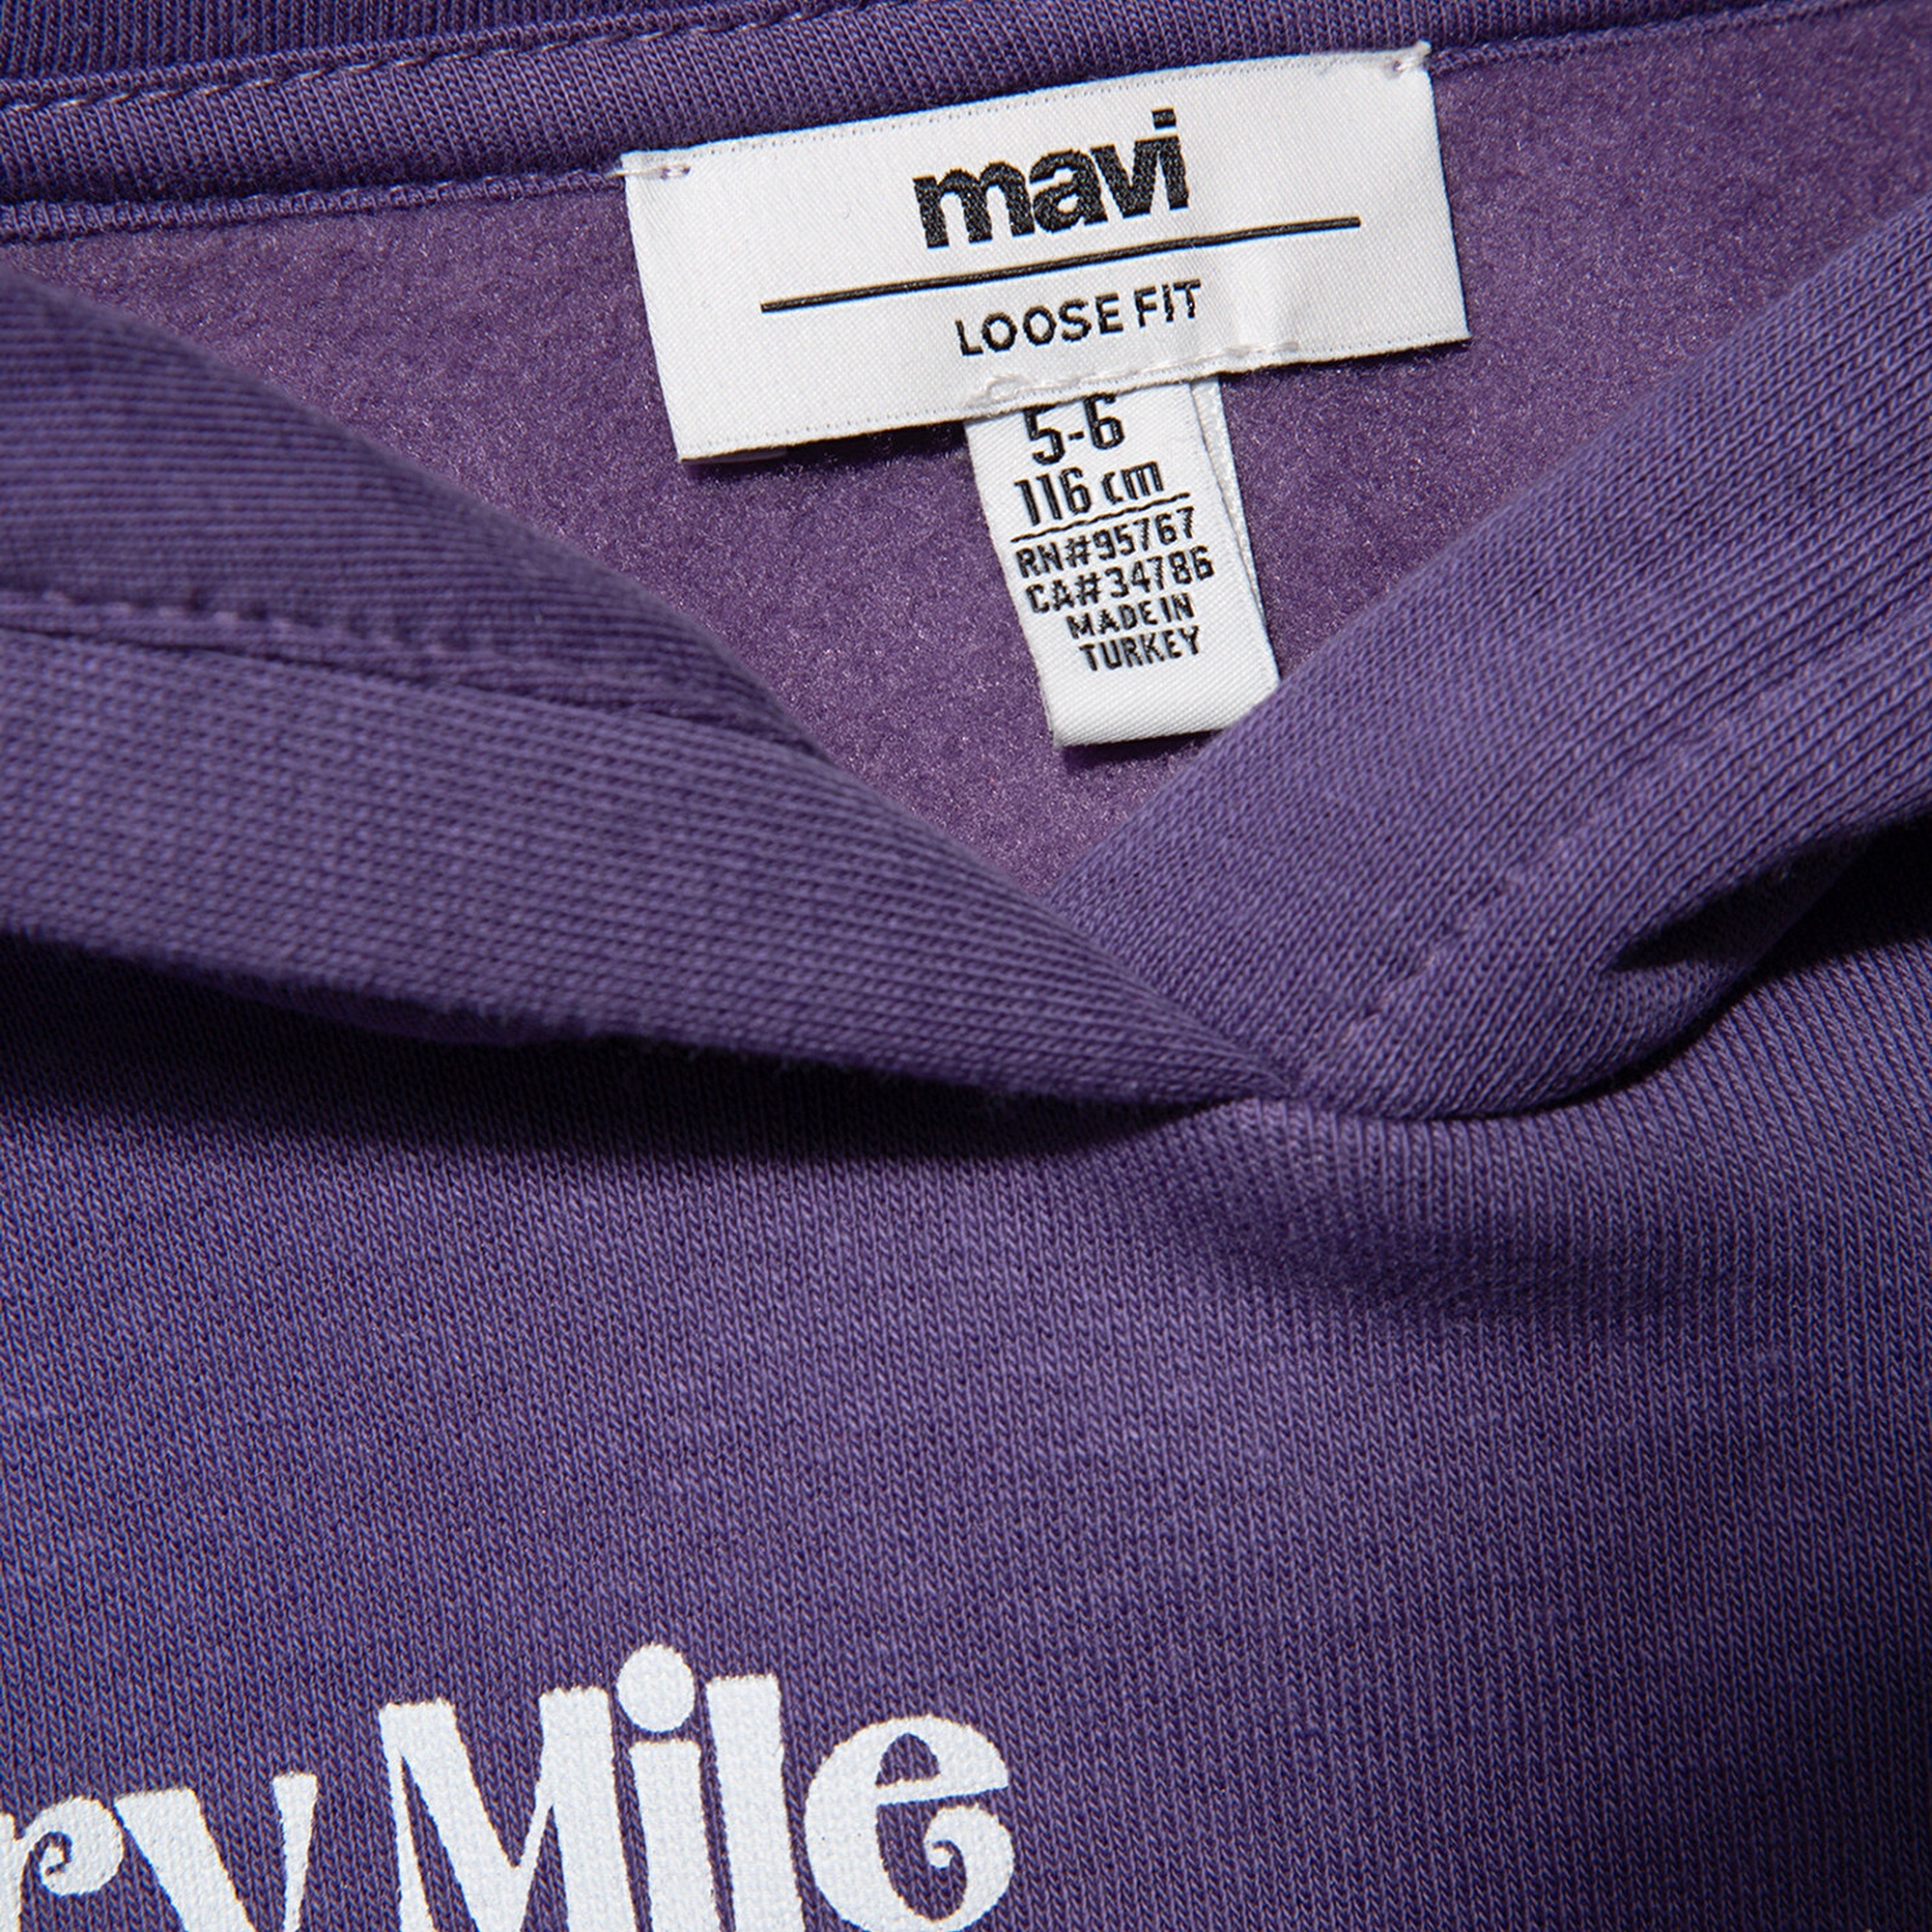 mavi
LOOSE FIT
5-6
116 cm
RN#95767
CA#34786
MADE IN
TURKEY
Mile